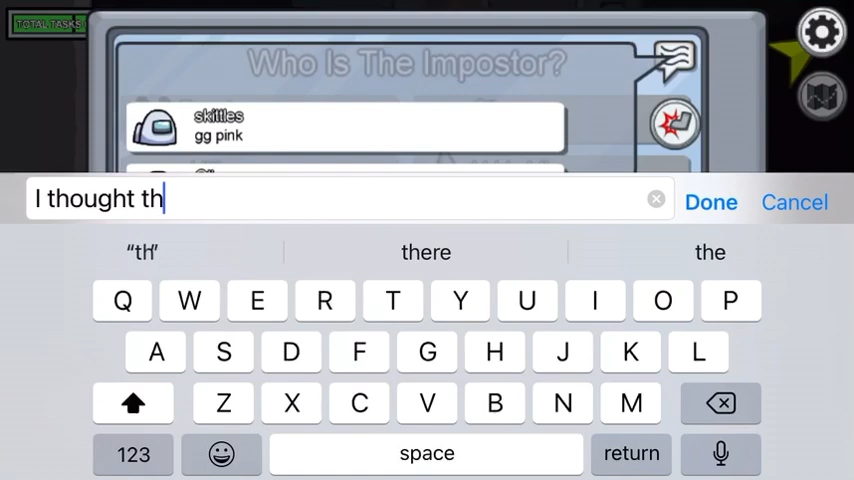 TOTAL TASKS
Who Is The Impostor?
skittles
gg pink
I thought th
Done
Cancel
“th”
there
the
Q W E R T Y U I O P
A S D F G H J K L
Z X C V B N M
123
space
return